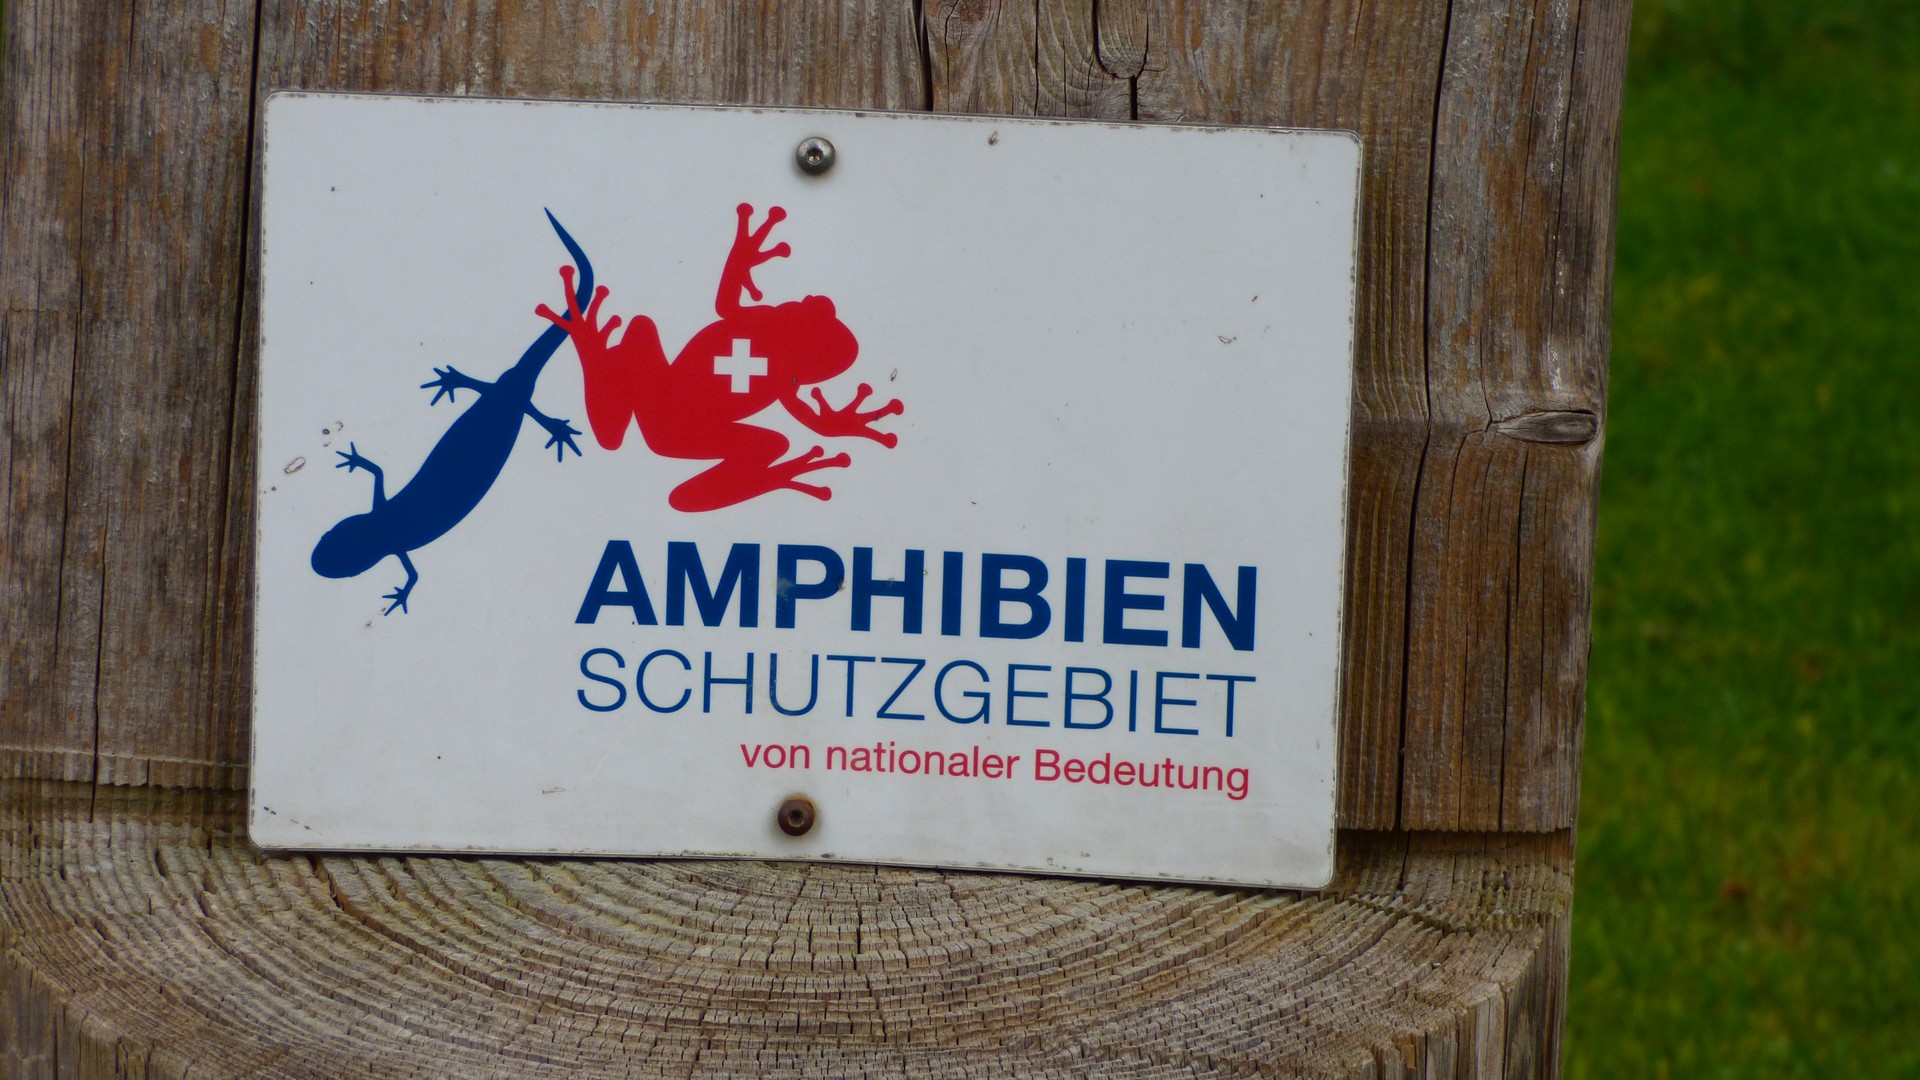 AMPHIBIEN
SCHUTZGEBIET
von nationaler Bedeutung